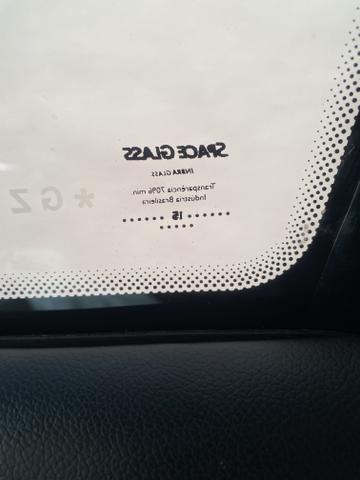 SPACE GLASS
INBRA GLASS
Transparência 70% min.
Indústria Brasileira
•••••• 15 ••••••
•••••
* G Z